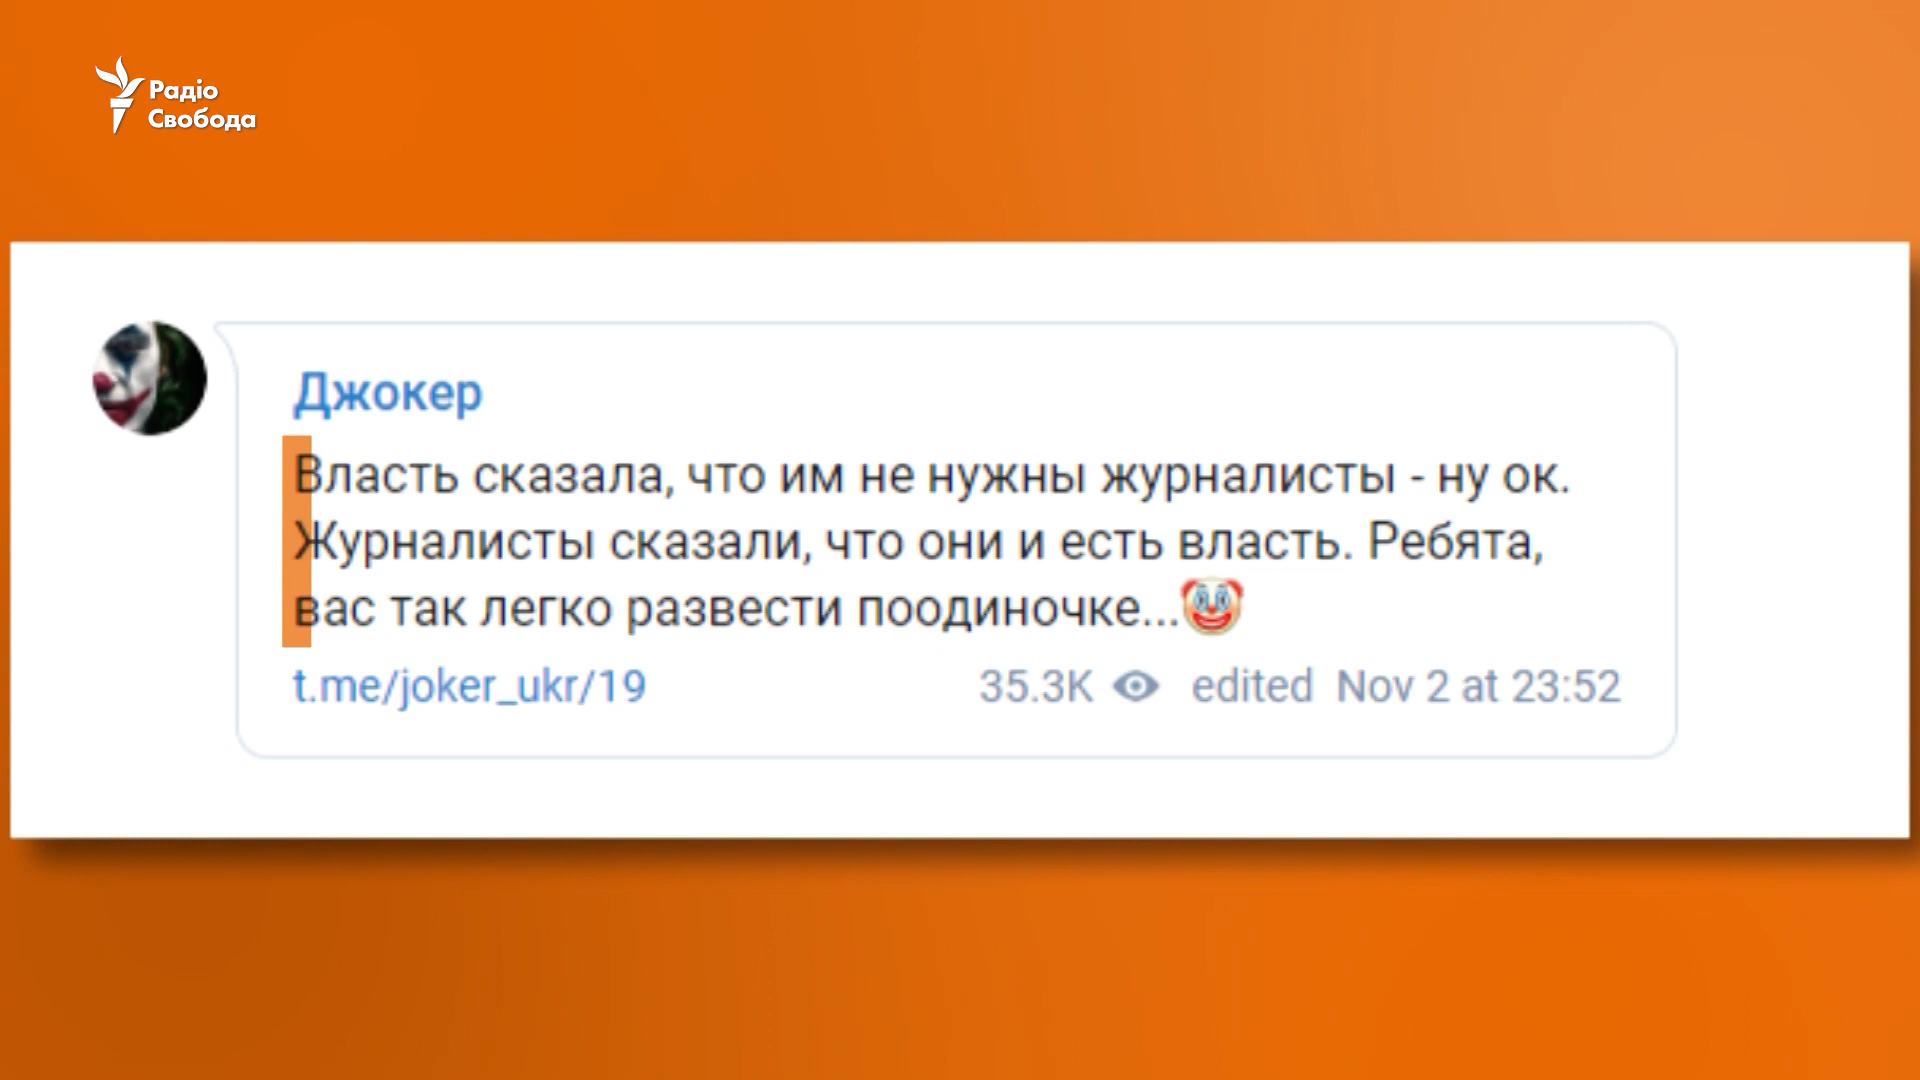 Радіо
Свобода
Джокер
Власть сказала, что им не нужны журналисты - ну ок.
Журналисты сказали, что они и есть власть. Ребята,
вас так легко развести поодиночке...🤡
t.me/joker_ukr/19 35.3K edited Nov 2 at 23:52